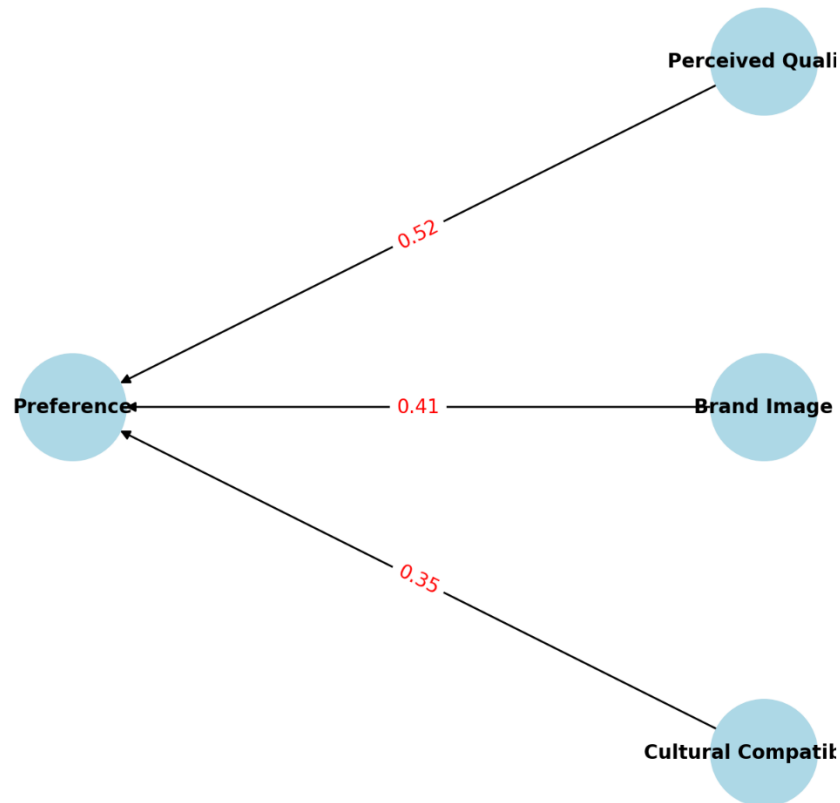 Perceived Quali
0.52
Preference
0.41
Brand Image
0.35
Cultural Compatib